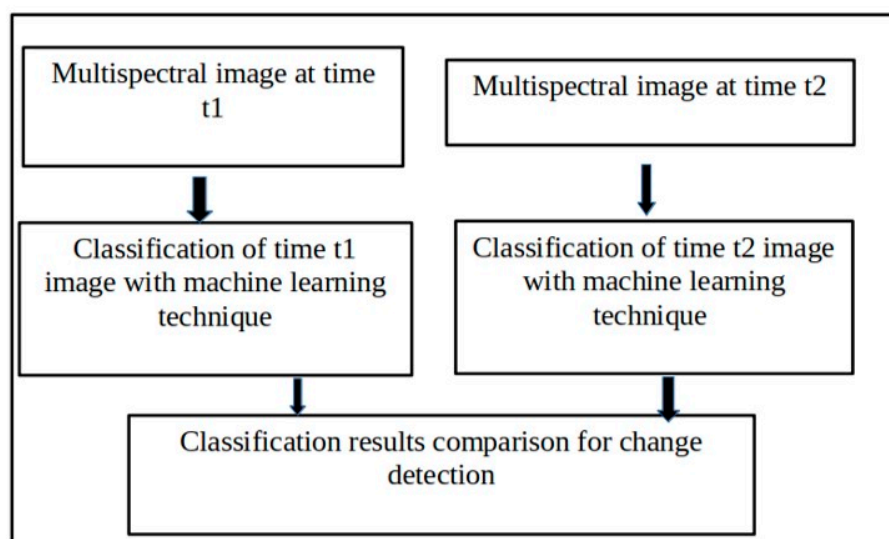 Multispectral image at time
t1
Multispectral image at time t2
Classification of time t1
image with machine learning
technique
Classification of time t2 image
with machine learning
technique
Classification results comparison for change
detection